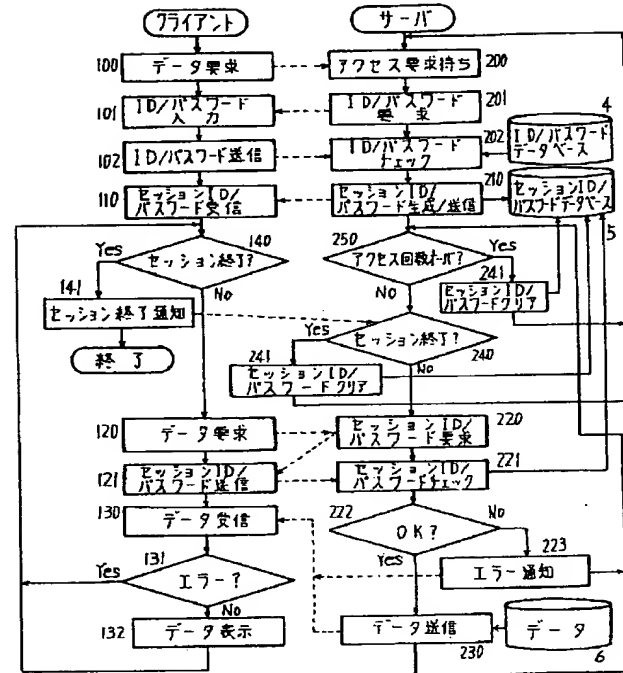 クライアント
サーバ
100
データ要求
アクセス要求待ち
200
101
ID/パスワード
入力
ID/パスワード
要求
201
4
102
ID/パスワード送信
ID/パスワード
チェック
202
ID/パスワード
データベース
110
セッションID/
パスワード受信
セッションID/
パスワード生成/送信
210
セッションID/
パスワードデータベース
5
140
セッション終了?
Yes
No
250
アクセス回数オーバ?
Yes
No
241
セッションID/
パスワードクリア
141
セッション終了通知
終了
セッション終了?
Yes
No
240
241
セッションID/
パスワードクリア
120
データ要求
セッションID/
パスワード要求
220
121
セッションID/
パスワード送信
セッションID/
パスワードチェック
221
130
データ受信
222
OK?
No
Yes
223
エラー通知
131
エラー?
Yes
No
132
データ表示
データ送信
230
データ
6